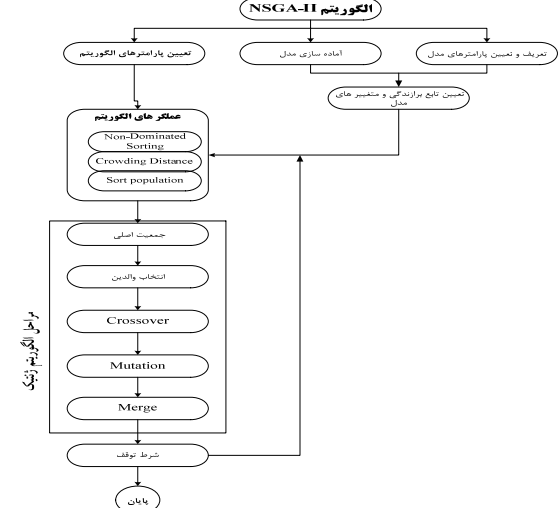 الگوریتم NSGA-II
تعریف و تعیین پارامترهای مدل
آماده سازی مدل
تعیین پارامترهای الگوریتم
تعیین تابع برازندگی و متغییر های
مدل
عملگر های الگوریتم
Non-Dominated
Sorting
Crowding Distance
Sort population
مراحل الگوریتم ژنتیک
جمعیت اصلی
انتخاب والدین
Crossover
Mutation
Merge
شرط توقف
پایان